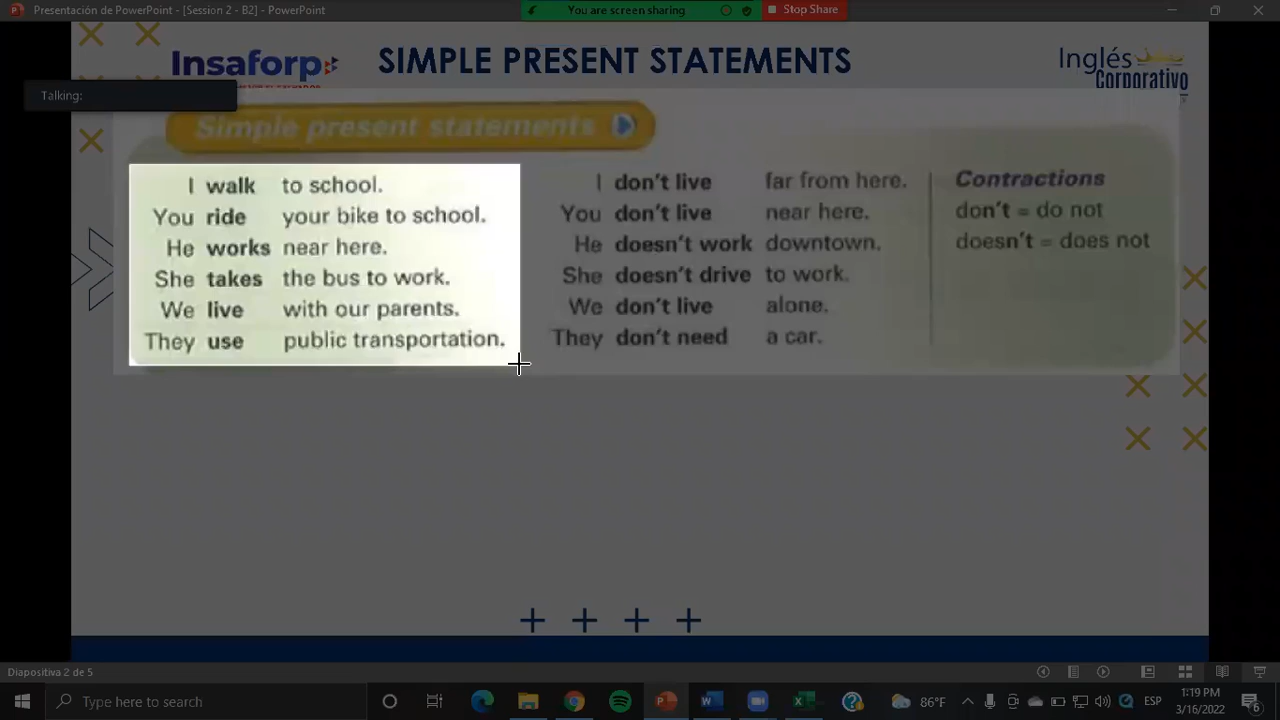 Presentación de PowerPoint - [Session 2 - B2] - PowerPoint
You are screen sharing
Stop Share
Insaforp
SIMPLE PRESENT STATEMENTS
Inglés
Corporativo
Talking:
Simple present statements
I walk to school.
You ride your bike to school.
He works near here.
She takes the bus to work.
We live with our parents.
They use public transportation.
I don't live far from here.
You don't live near here.
He doesn't work downtown.
She doesn't drive to work.
We don't live alone.
They don't need a car.
Contractions
don't = do not
doesn't = does not
Diapositiva 2 de 5
Type here to search
86°F
ESP
1:19 PM
3/16/2022
6